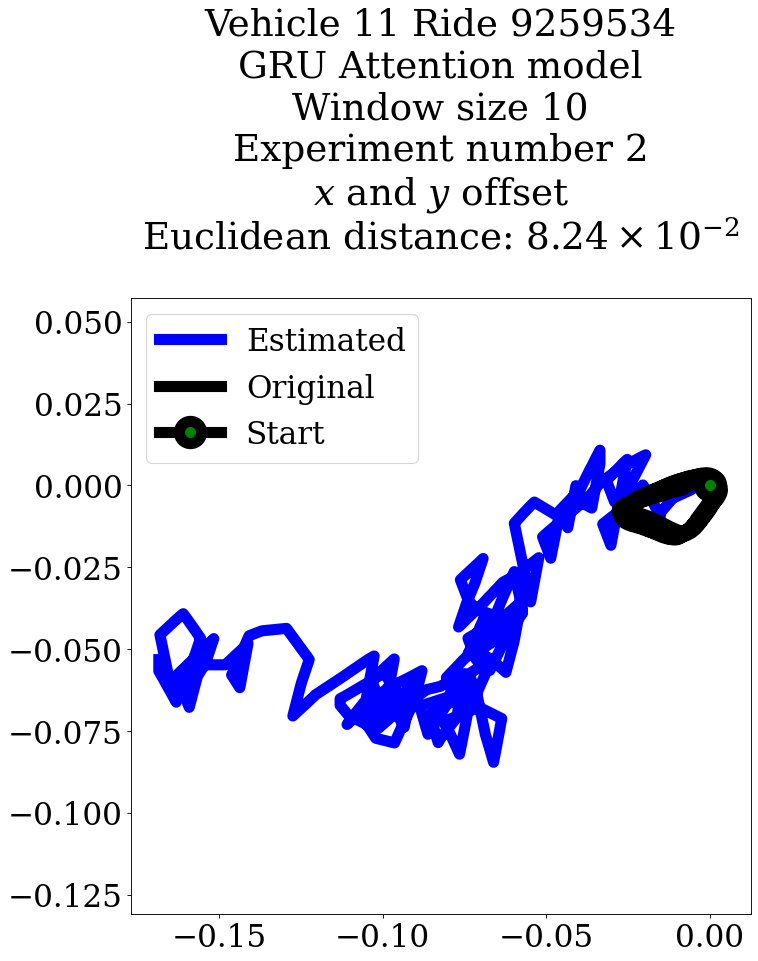 Vehicle 11 Ride 9259534
GRU Attention model
Window size 10
Experiment number 2
x and y offset
Euclidean distance: 8.24 × 10⁻²
Estimated
Original
Start
0.050
0.025
0.000
−0.025
−0.050
−0.075
−0.100
−0.125
−0.15 −0.10 −0.05 0.00